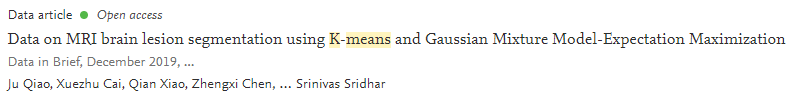 Data article ● Open access
Data on MRI brain lesion segmentation using K-means and Gaussian Mixture Model-Expectation Maximization
Data in Brief, December 2019, ...
Ju Qiao, Xuezhu Cai, Qian Xiao, Zhengxi Chen, ... Srinivas Sridhar